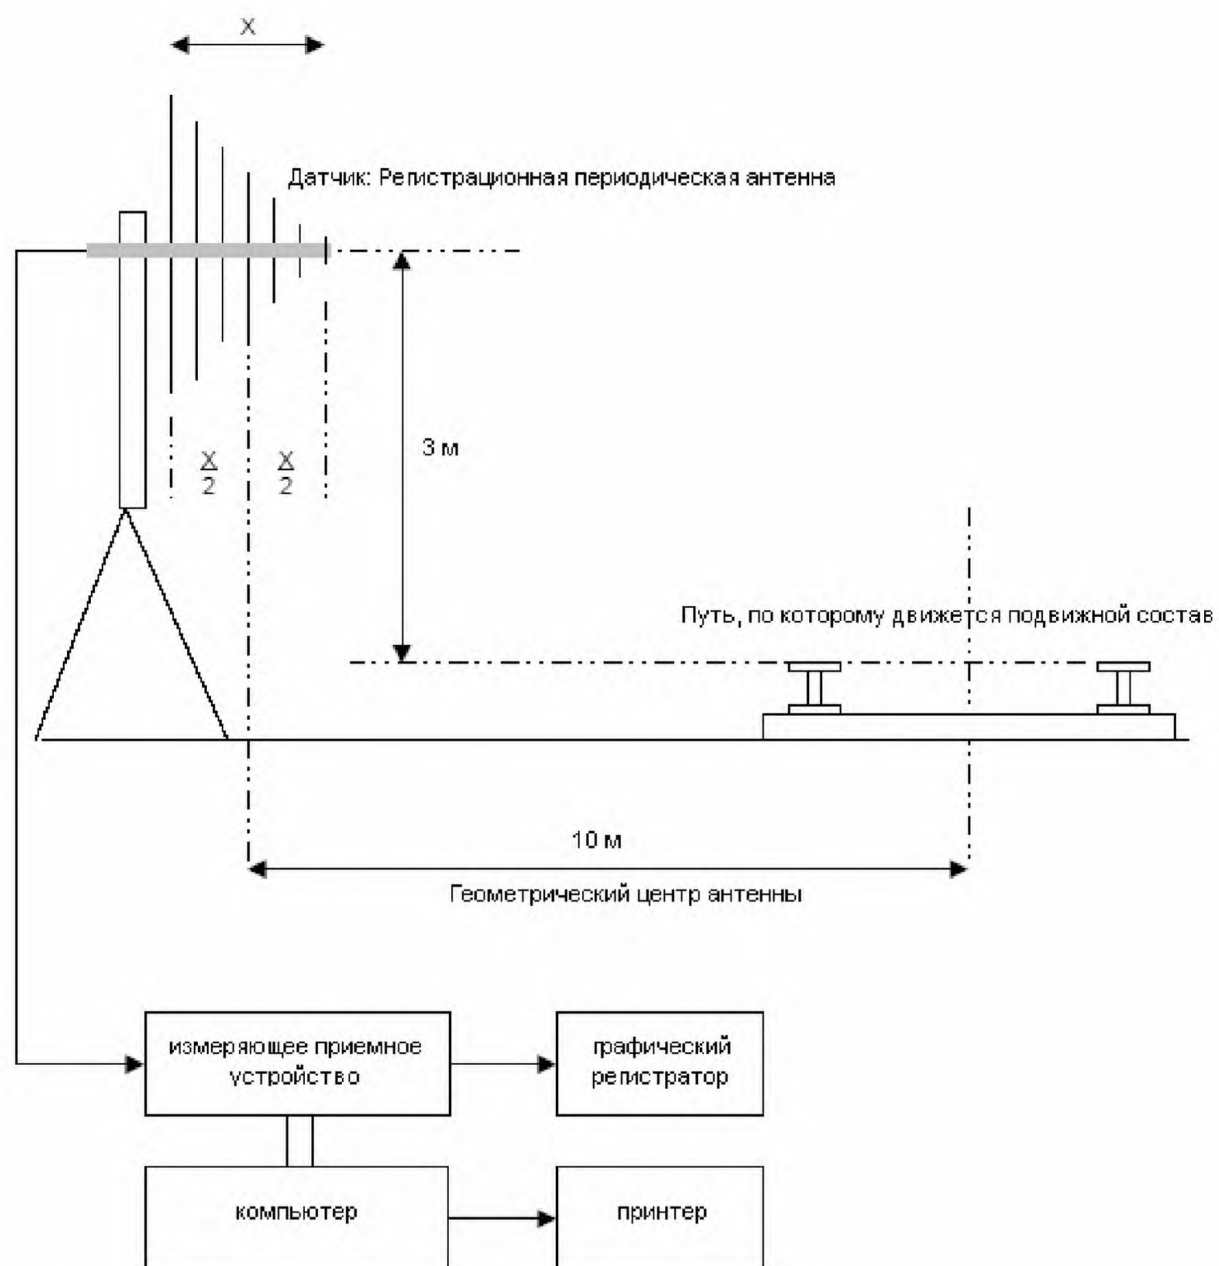 X
Датчик: Регистрационная периодическая антенна
3 м
X
2
X
2
Путь, по которому движется подвижной состав
10 м
Геометрический центр антенны
измеряющее приемное
устройство
графический
регистратор
компьютер
принтер